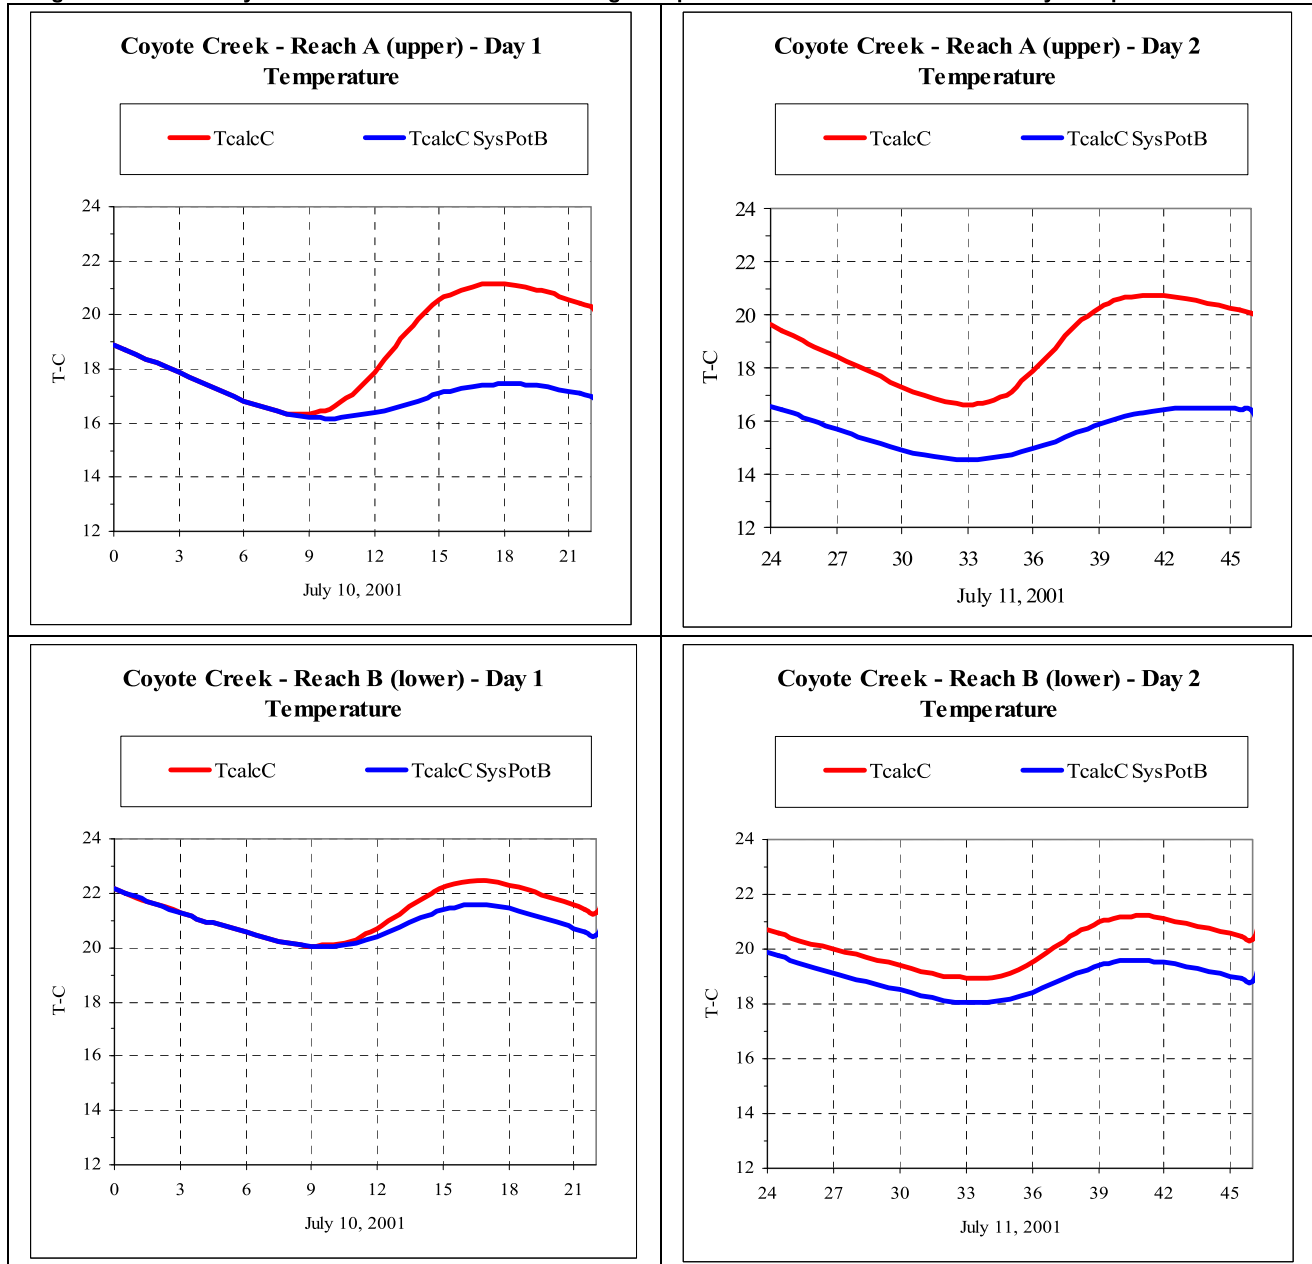 Coyote Creek - Reach A (upper) - Day 1
Temperature
TcalcC
TcalcC SysPotB
24
22
20
18
16
14
12
T-C
0 3 6 9 12 15 18 21
July 10, 2001
Coyote Creek - Reach A (upper) - Day 2
Temperature
TcalcC
TcalcC SysPotB
24
22
20
18
16
14
12
T-C
24 27 30 33 36 39 42 45
July 11, 2001
Coyote Creek - Reach B (lower) - Day 1
Temperature
TcalcC
TcalcC SysPotB
24
22
20
18
16
14
12
T-C
0 3 6 9 12 15 18 21
July 10, 2001
Coyote Creek - Reach B (lower) - Day 2
Temperature
TcalcC
TcalcC SysPotB
24
22
20
18
16
14
12
T-C
24 27 30 33 36 39 42 45
July 11, 2001